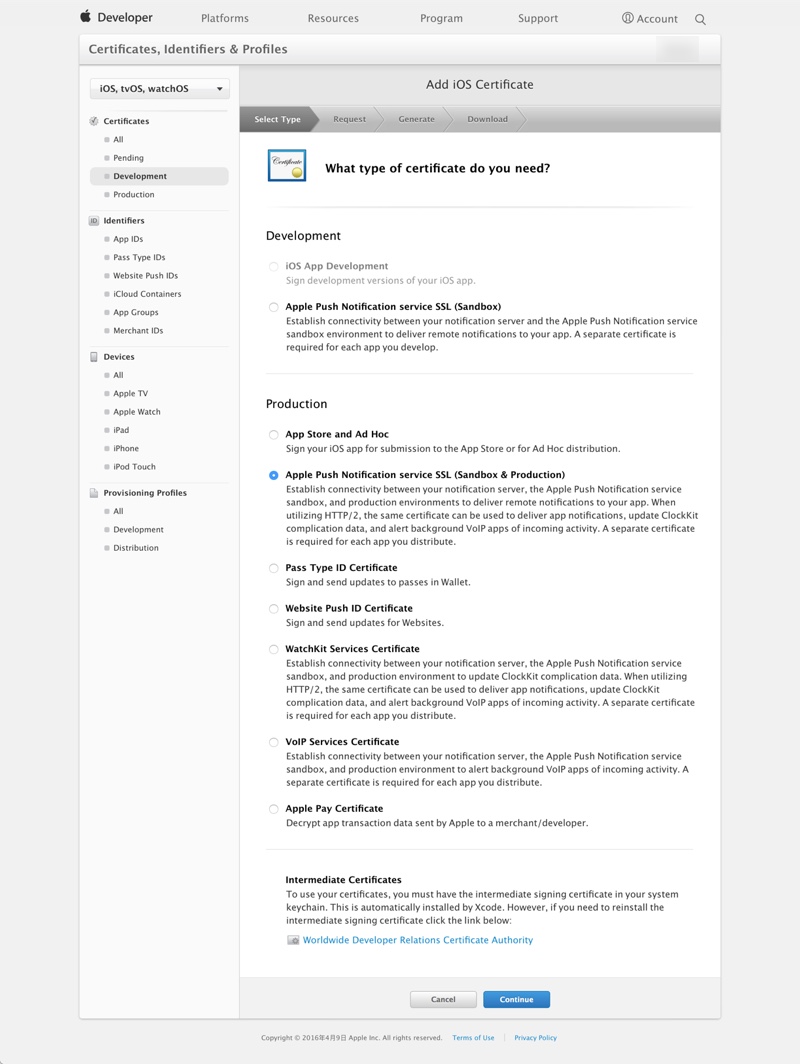 Developer
Platforms
Resources
Program
Support
Account
Certificates, Identifiers & Profiles
iOS, tvOS, watchOS
Certificates
All
Pending
Development
Production
ID Identifiers
App IDs
Pass Type IDs
Website Push IDs
iCloud Containers
App Groups
Merchant IDs
Devices
All
Apple TV
Apple Watch
iPad
iPhone
iPod Touch
Provisioning Profiles
All
Development
Distribution
Add iOS Certificate
Select Type
Request
Generate
Download
Certificate
What type of certificate do you need?
Development
iOS App Development
Sign development versions of your iOS app.
Apple Push Notification service SSL (Sandbox)
Establish connectivity between your notification server and the Apple Push Notification service
sandbox environment to deliver remote notifications to your app. A separate certificate is
required for each app you develop.
Production
App Store and Ad Hoc
Sign your iOS app for submission to the App Store or for Ad Hoc distribution.
Apple Push Notification service SSL (Sandbox & Production)
Establish connectivity between your notification server, the Apple Push Notification service
sandbox, and production environments to deliver remote notifications to your app. When
utilizing HTTP/2, the same certificate can be used to deliver app notifications, update ClockKit
complication data, and alert background VoIP apps of incoming activity. A separate certificate
is required for each app you distribute.
Pass Type ID Certificate
Sign and send updates to passes in Wallet.
Website Push ID Certificate
Sign and send updates for Websites.
WatchKit Services Certificate
Establish connectivity between your notification server, the Apple Push Notification service
sandbox, and production environment to update ClockKit complication data. When utilizing
HTTP/2, the same certificate can be used to deliver app notifications, update ClockKit
complication data, and alert background VoIP apps of incoming activity. A separate certificate
is required for each app you distribute.
VoIP Services Certificate
Establish connectivity between your notification server, the Apple Push Notification service
sandbox, and production environment to alert background VoIP apps of incoming activity. A
separate certificate is required for each app you distribute.
Apple Pay Certificate
Decrypt app transaction data sent by Apple to a merchant/developer.
Intermediate Certificates
To use your certificates, you must have the intermediate signing certificate in your system
keychain. This is automatically installed by Xcode. However, if you need to reinstall the
intermediate signing certificate click the link below:
Worldwide Developer Relations Certificate Authority
Cancel
Continue
Copyright © 2016年4月9日 Apple Inc. All rights reserved.
Terms of Use
Privacy Policy